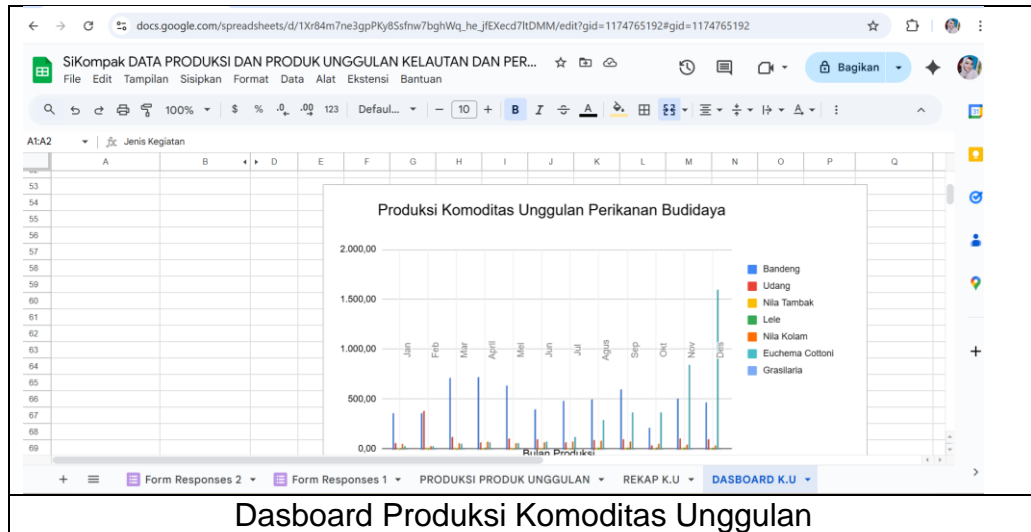 docs.google.com/spreadsheets/d/1Xr84m7ne3gpPKy8Ssfnw7bghWq_he_jfEXecd7ltDMM/edit?gid=1174765192#gid=1174765192
SiKompak DATA PRODUKSI DAN PRODUK UNGGULAN KELAUTAN DAN PER...
File Edit Tampilan Sisipkan Format Data Alat Ekstensi Bantuan
Bagikan
100% $ % .0 .00 123 Defaul... − 10 + B I A
A1:A2 fx Jenis Kegiatan
A B D E F G H I J K L M N O P Q
53
54
55
56
57
58
59
60
61
62
63
64
65
66
67
68
69
Produksi Komoditas Unggulan Perikanan Budidaya
2.000,00
1.500,00
1.000,00
500,00
0,00
Jan Feb Mar April Mei Jun Jul Agus Sep Okt Nov Des
Bulan Produksi
Bandeng
Udang
Nila Tambak
Lele
Nila Kolam
Euchema Cottoni
Grasilaria
Form Responses 2 Form Responses 1 PRODUKSI PRODUK UNGGULAN REKAP K.U DASBOARD K.U
Dasboard Produksi Komoditas Unggulan